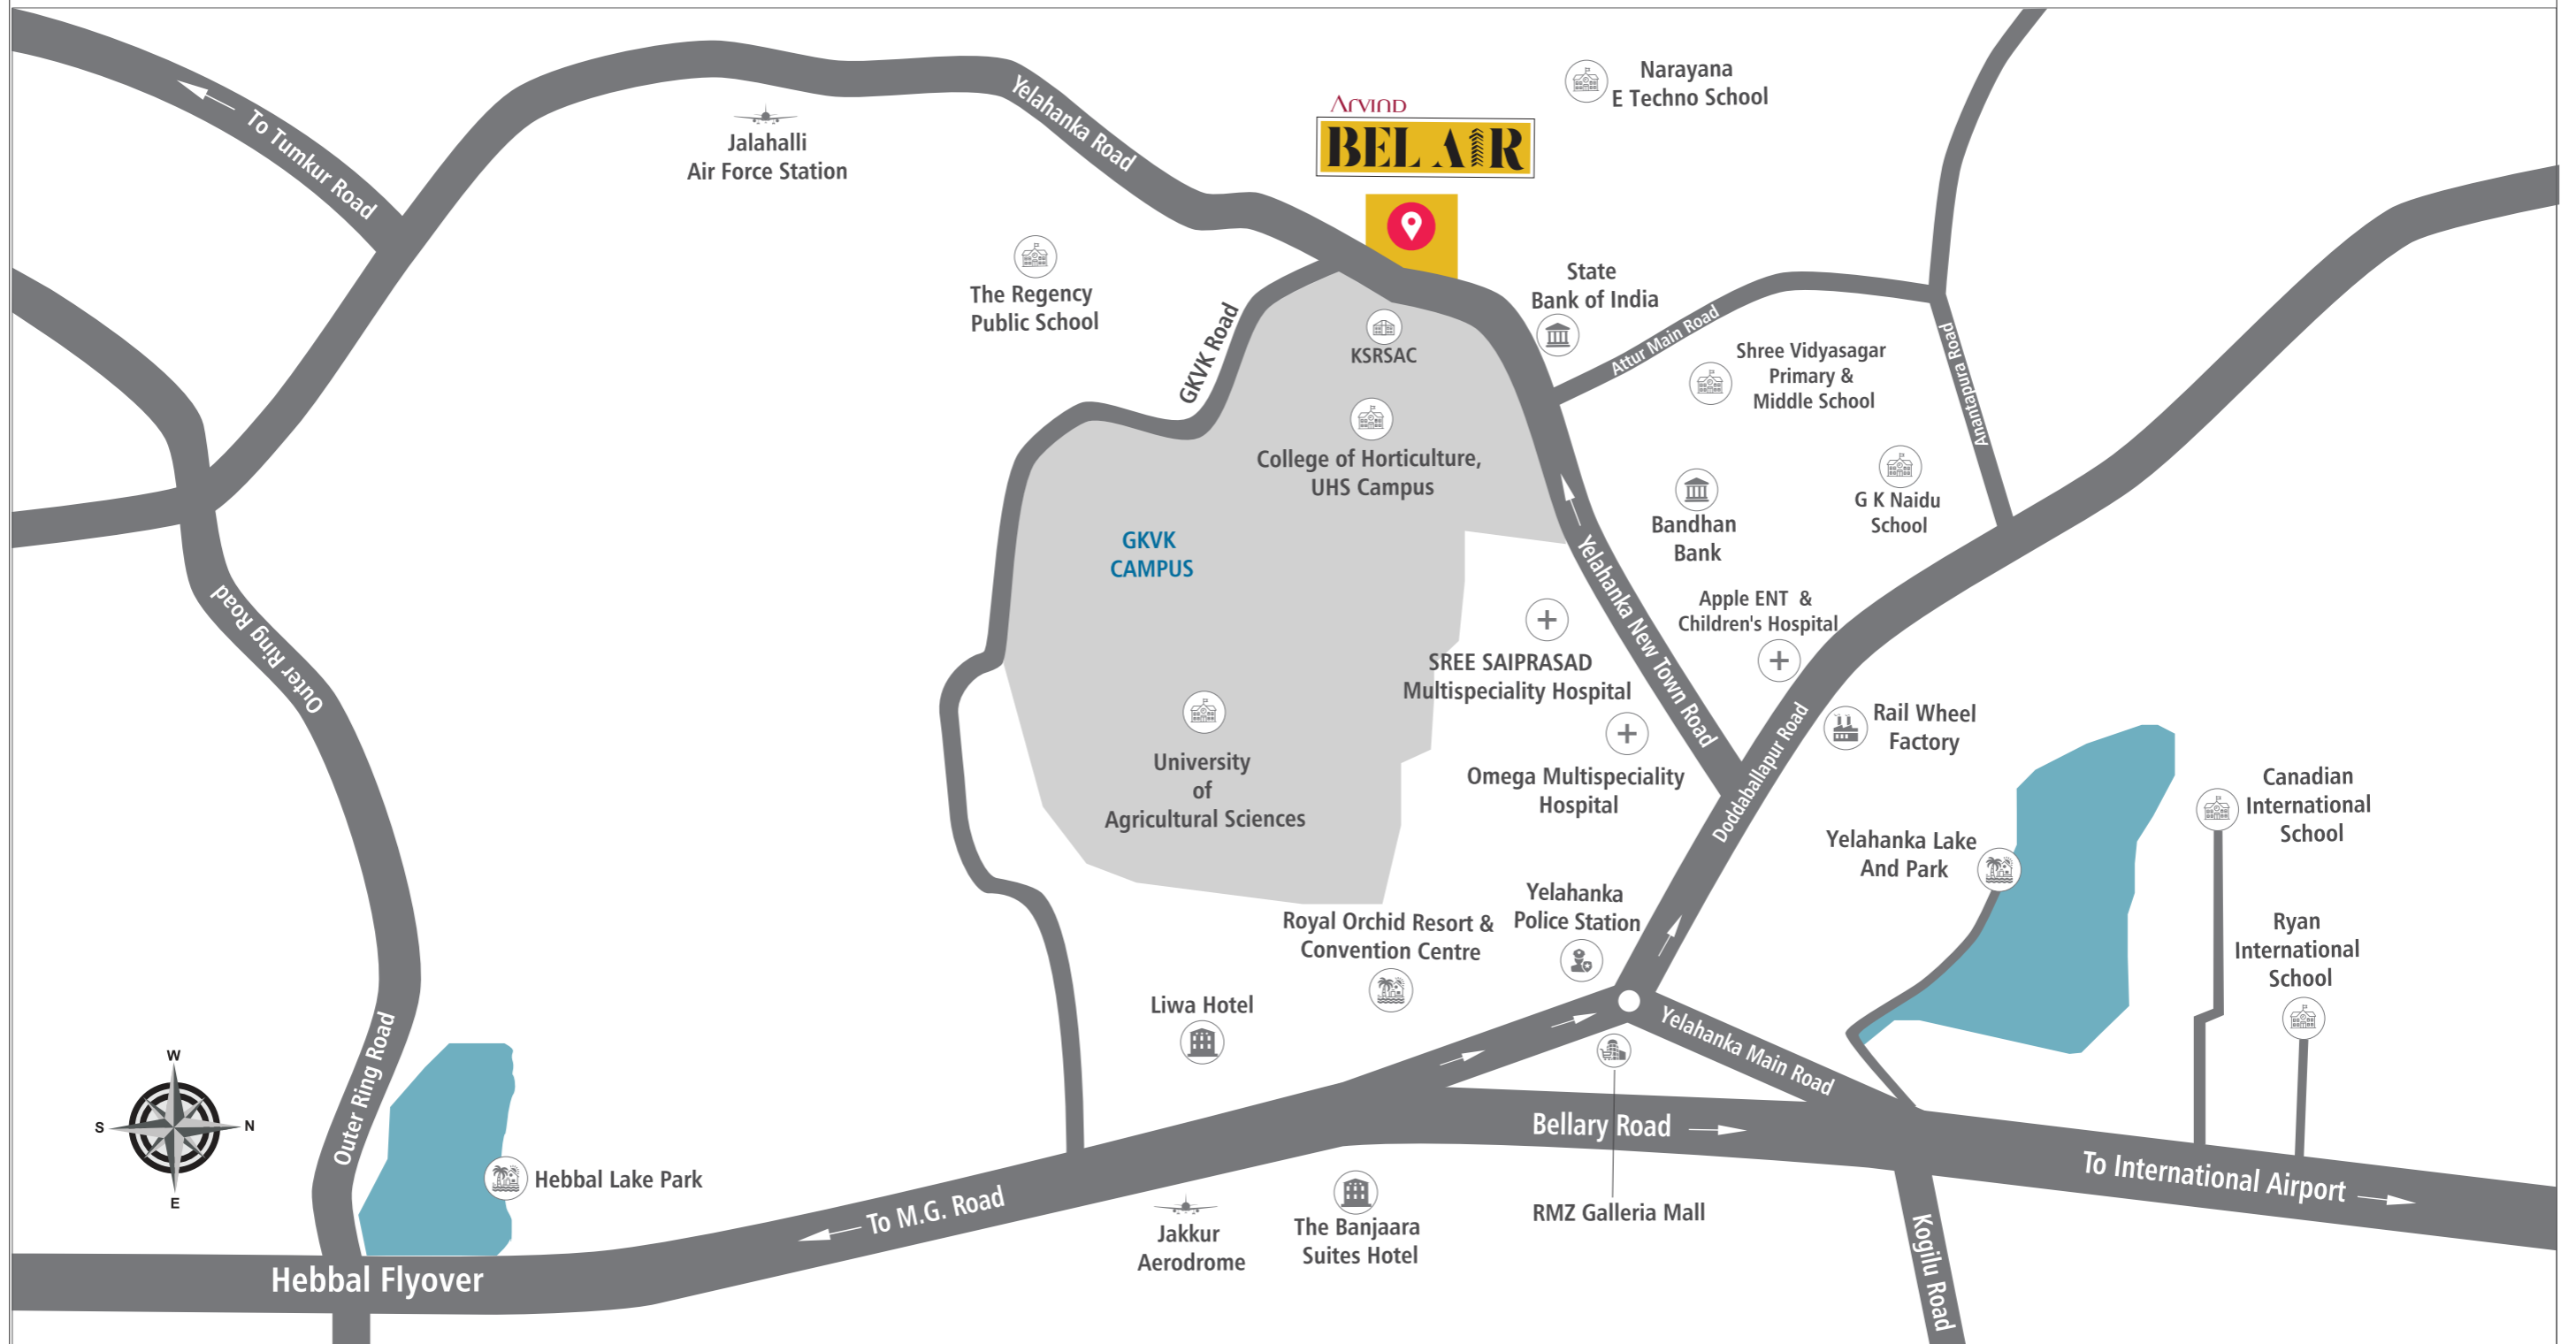 To Tumkur Road
Jalahalli
Air Force Station
Yelahanka Road
Arvind
BEL AIR
Narayana
E Techno School
The Regency
Public School
GKVK Road
KSRSAC
State
Bank of India
Attur Main Road
Anantapura Road
Shree Vidyasagar
Primary &
Middle School
College of Horticulture,
UHS Campus
GKVK
CAMPUS
Bandhan
Bank
G K Naidu
School
Yelahanka New Town Road
Apple ENT &
Children's Hospital
SREE SAIPRASAD
Multispeciality Hospital
Outer Ring Road
University
of
Agricultural Sciences
Omega Multispeciality
Hospital
Doddaballapur Road
Rail Wheel
Factory
Yelahanka Lake
And Park
Canadian
International
School
Ryan
International
School
Yelahanka
Police Station
Royal Orchid Resort &
Convention Centre
Liwa Hotel
Yelahanka Main Road
Outer Ring Road
W
S
N
E
Hebbal Lake Park
Bellary Road
To International Airport
To M.G. Road
Jakkur
Aerodrome
The Banjaara
Suites Hotel
RMZ Galleria Mall
Kogilu Road
Hebbal Flyover